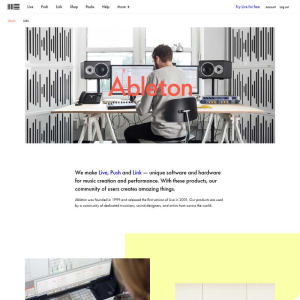 Live Push Link Shop Packs Help More +
Try Live for free Account Log out
About Jobs
Ableton
We make Live, Push and Link — unique software and hardware
for music creation and performance. With these products, our
community of users creates amazing things.
Ableton was founded in 1999 and released the first version of Live in 2001. Our products are used
by a community of dedicated musicians, sound designers, and artists from across the world.